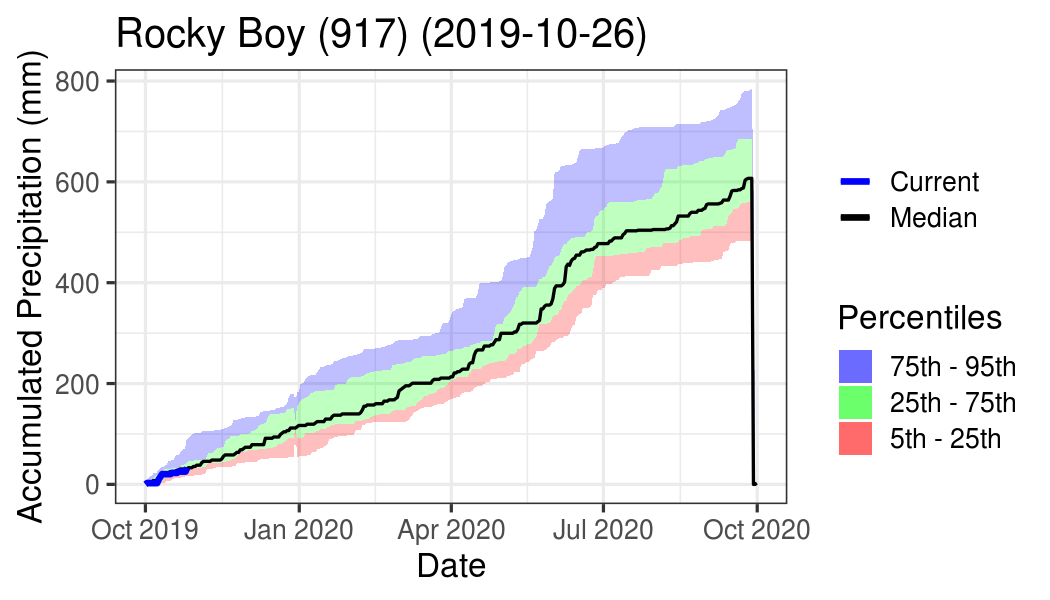 Rocky Boy (917) (2019-10-26)
Accumulated Precipitation (mm)
800
600
400
200
0
Oct 2019
Jan 2020
Apr 2020
Jul 2020
Oct 2020
Date
Current
Median
Percentiles
75th - 95th
25th - 75th
5th - 25th